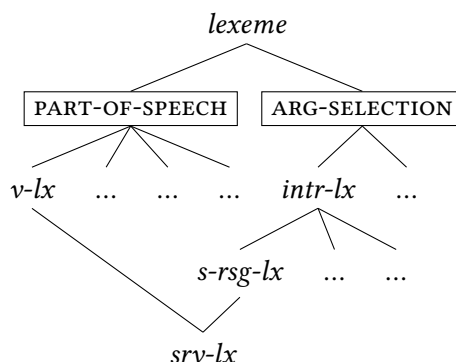 lexeme
PART-OF-SPEECH ARG-SELECTION
v-lx ... ... ... intr-lx ...
s-rsg-lx ... ...
srv-lx